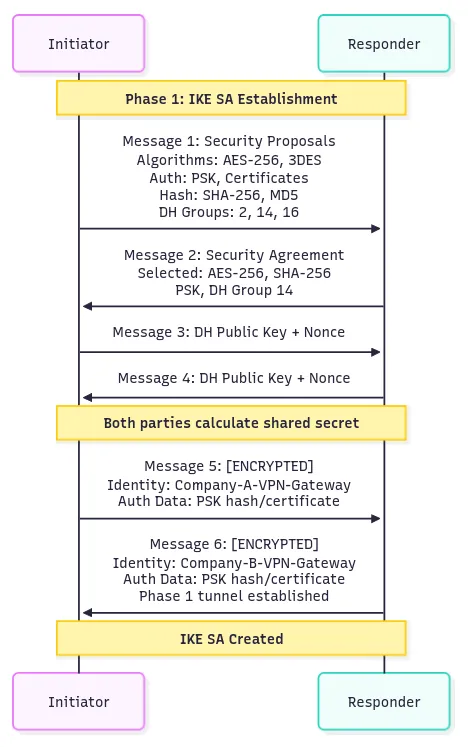 Initiator
Responder
Phase 1: IKE SA Establishment
Message 1: Security Proposals
Algorithms: AES-256, 3DES
Auth: PSK, Certificates
Hash: SHA-256, MD5
DH Groups: 2, 14, 16
Message 2: Security Agreement
Selected: AES-256, SHA-256
PSK, DH Group 14
Message 3: DH Public Key + Nonce
Message 4: DH Public Key + Nonce
Both parties calculate shared secret
Message 5: [ENCRYPTED]
Identity: Company-A-VPN-Gateway
Auth Data: PSK hash/certificate
Message 6: [ENCRYPTED]
Identity: Company-B-VPN-Gateway
Auth Data: PSK hash/certificate
Phase 1 tunnel established
IKE SA Created
Initiator
Responder